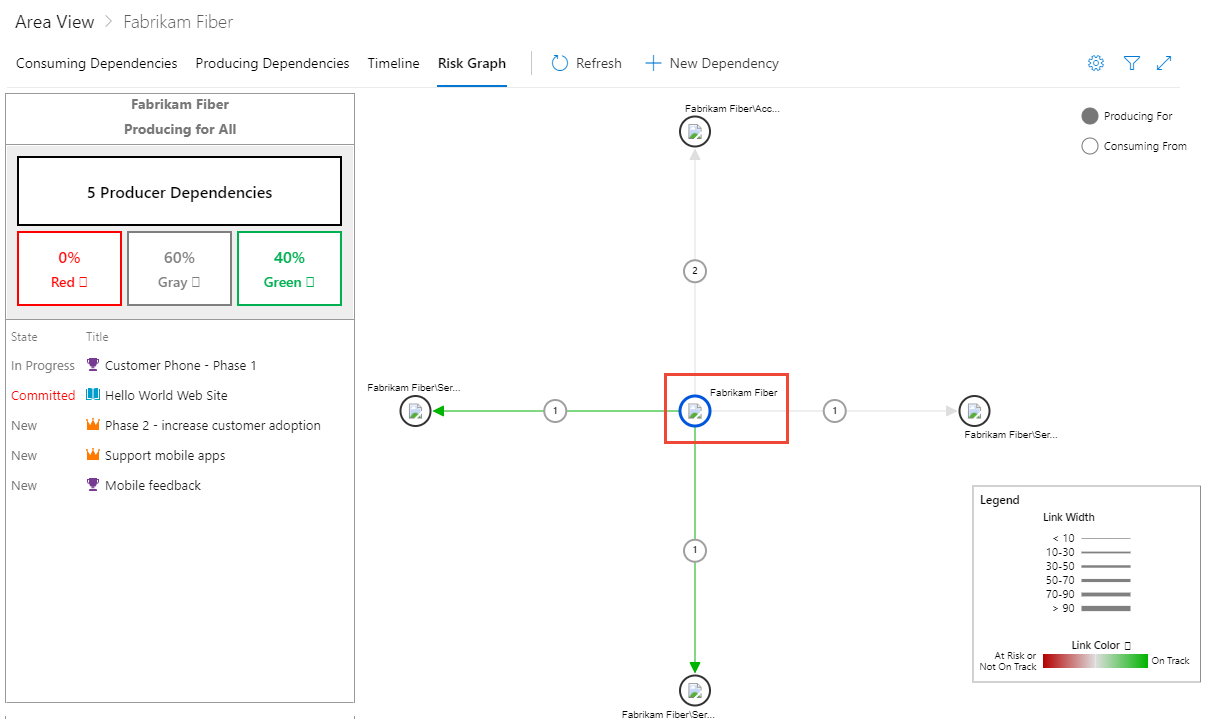 Area View > Fabrikam Fiber
Consuming Dependencies Producing Dependencies Timeline Risk Graph Refresh New Dependency
Fabrikam Fiber
Producing for All
5 Producer Dependencies
0% 60% 40%
Red Gray Green
State Title
In Progress Customer Phone - Phase 1
Committed Hello World Web Site
New Phase 2 - increase customer adoption
New Support mobile apps
New Mobile feedback
Fabrikam Fiber\Acc...
2
Fabrikam Fiber\Ser...
1
Fabrikam Fiber
1
Fabrikam Fiber\Ser...
1
Fabrikam Fiber\Ser...
Producing For
Consuming From
Legend
Link Width
< 10
10-30
30-50
50-70
70-90
> 90
Link Color
At Risk or
Not On Track
On Track